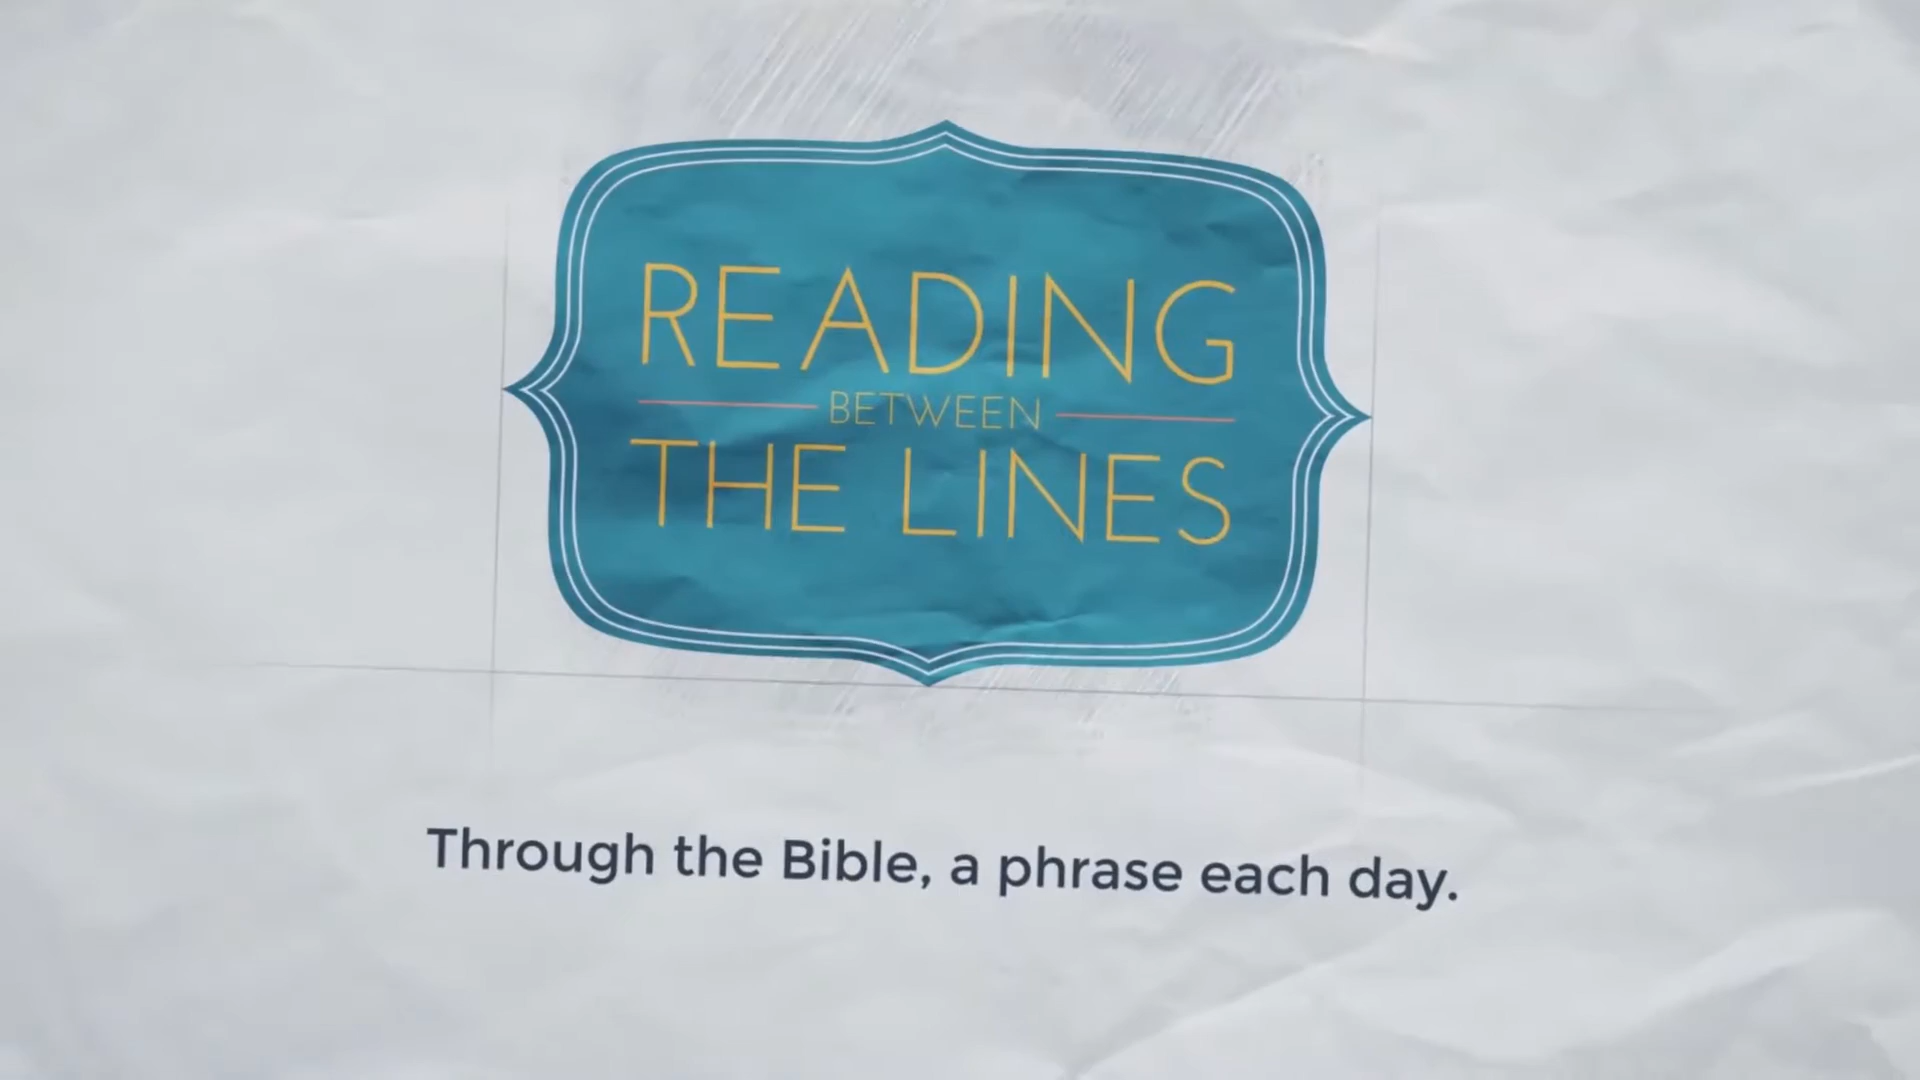 READING
BETWEEN
THE LINES
Through the Bible, a phrase each day.